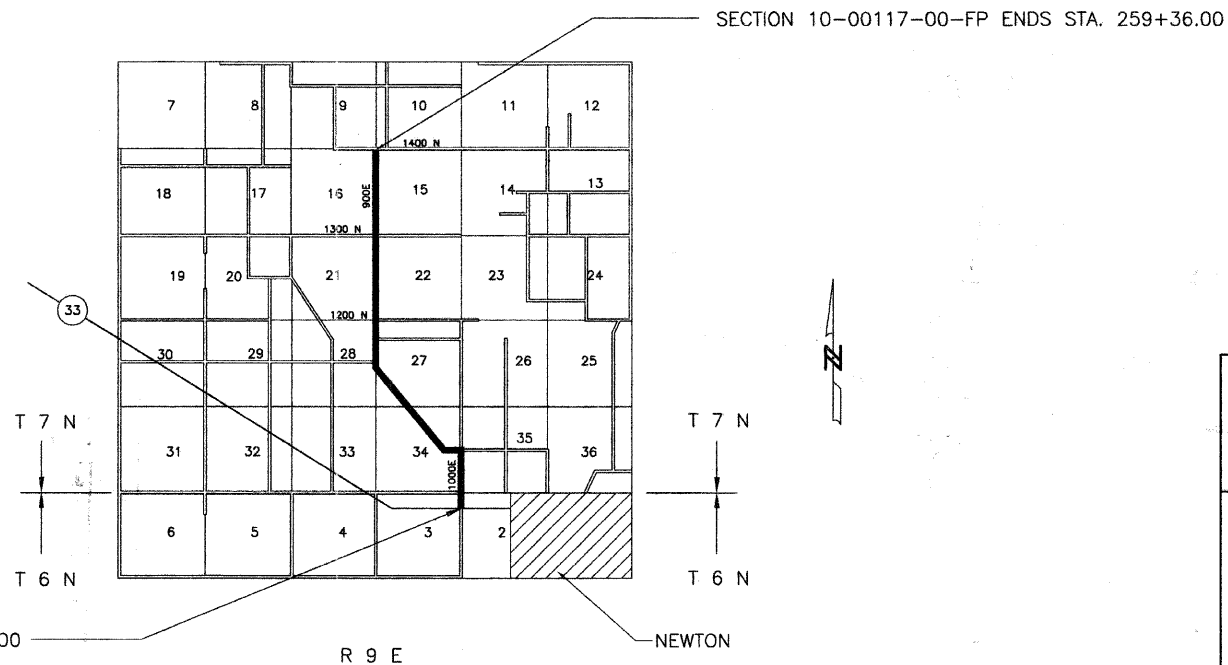 SECTION 10-00117-00-FP ENDS STA. 259+36.00
7 8 9 10 11 12
1400 N
18 17 16 900E 15 14 13
1300 N
19 20 21 22 23 24
33
1200 N
30 29 28 27 26 25
N
T 7 N T 7 N
31 32 33 34 1000E 35 36
6 5 4 3 2
T 6 N T 6 N
00 NEWTON
R 9 E